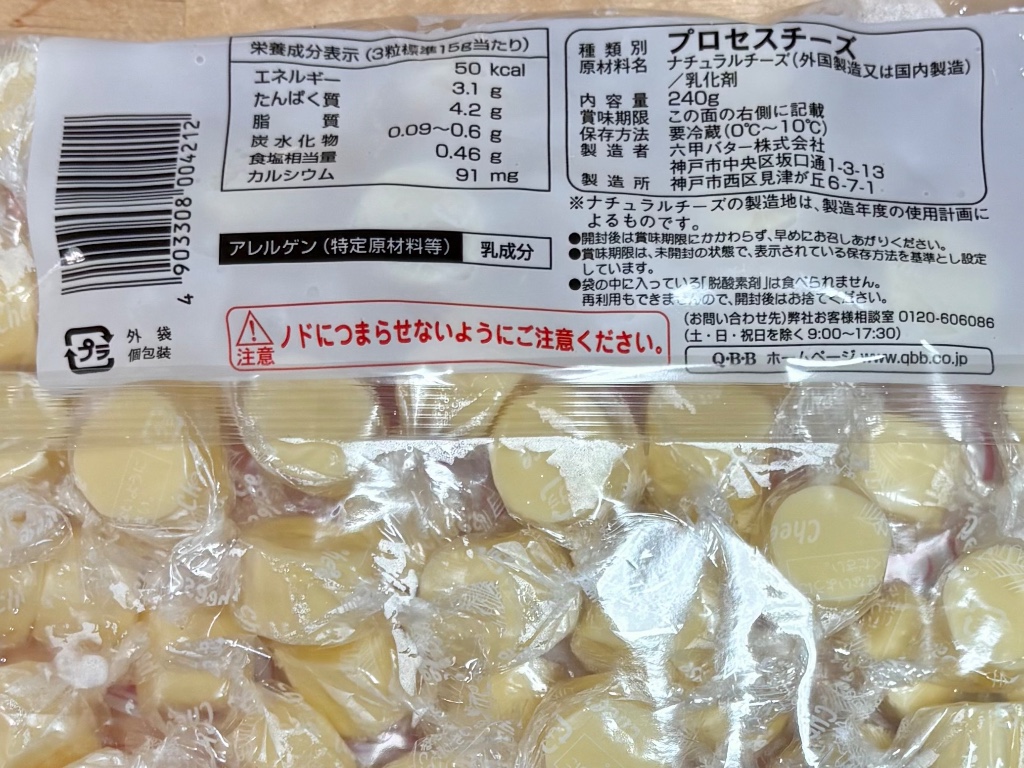 栄養成分表示(3粒標準15g当たり)
エネルギー 50 kcal
たんぱく質 3.1 g
脂質 4.2 g
炭水化物 0.09~0.6 g
食塩相当量 0.46 g
カルシウム 91 mg
アレルゲン(特定原材料等) 乳成分
4 903308 004212
種類別 プロセスチーズ
原材料名 ナチュラルチーズ(外国製造又は国内製造)
/乳化剤
内容量 240g
賞味期限 この面の右側に記載
保存方法 要冷蔵(0℃~10℃)
製造者 六甲バター株式会社
神戸市中央区坂口通1-3-13
製造所 神戸市西区見津が丘6-7-1
※ナチュラルチーズの製造地は、製造年度の使用計画に
よるものです。
●開封後は賞味期限にかかわらず、早めにお召しあがりください。
●賞味期限は、未開封の状態で、表示されている保存方法を基準とし設定
しています。
●袋の中に入っている「脱酸素剤」は食べられません。
再利用もできませんので、開封後はお捨てください。
(お問い合わせ先)弊社お客様相談室 0120-606086
(土・日・祝日を除く9:00~17:30)
Q・B・B ホームページ www.qbb.co.jp
プラ
外袋
個包装
注意 ノドにつまらせないようにご注意ください。
Chee